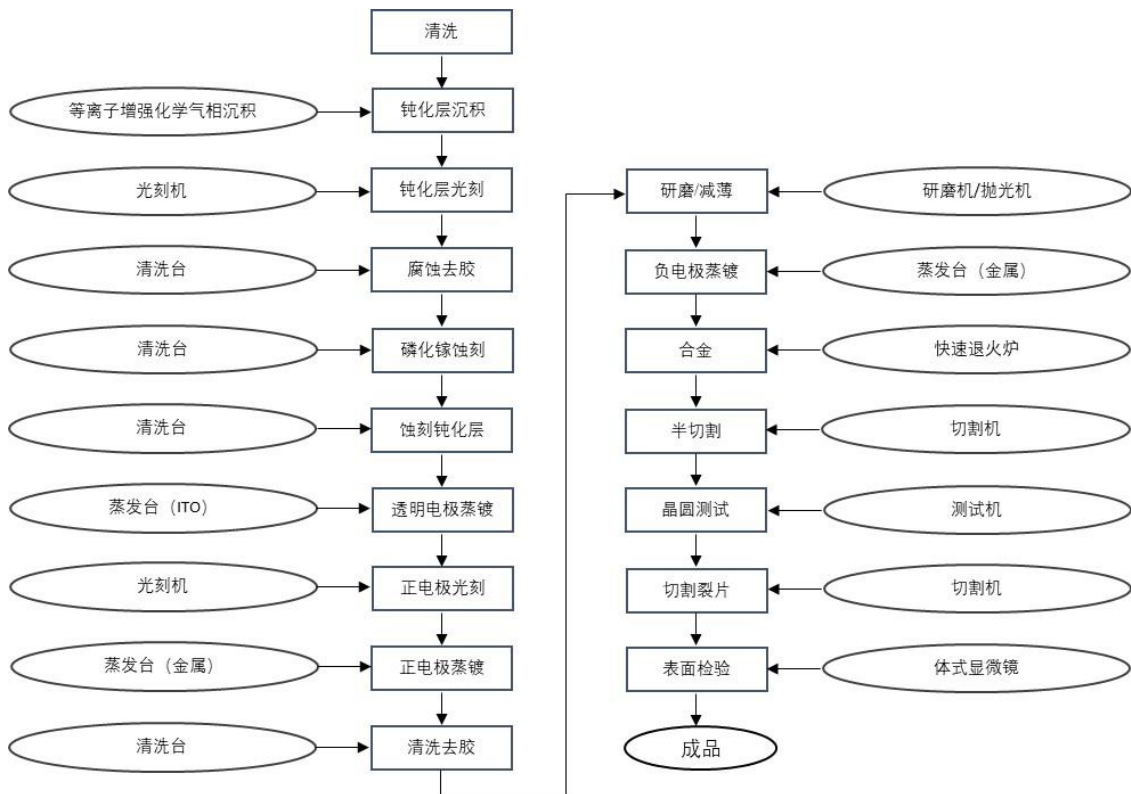 清洗
等离子增强化学气相沉积
钝化层沉积
光刻机
钝化层光刻
清洗台
腐蚀去胶
清洗台
磷化镓蚀刻
清洗台
蚀刻钝化层
蒸发台（ITO）
透明电极蒸镀
光刻机
正电极光刻
蒸发台（金属）
正电极蒸镀
清洗台
清洗去胶
研磨/减薄
研磨机/抛光机
负电极蒸镀
蒸发台（金属）
合金
快速退火炉
半切割
切割机
晶圆测试
测试机
切割裂片
切割机
表面检验
体式显微镜
成品